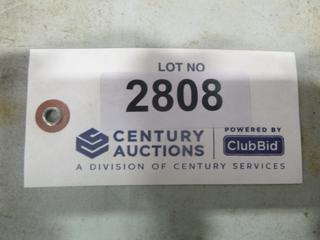 LOT NO
2808
CENTURY
AUCTIONS
POWERED BY
ClubBid
A DIVISION OF CENTURY SERVICES